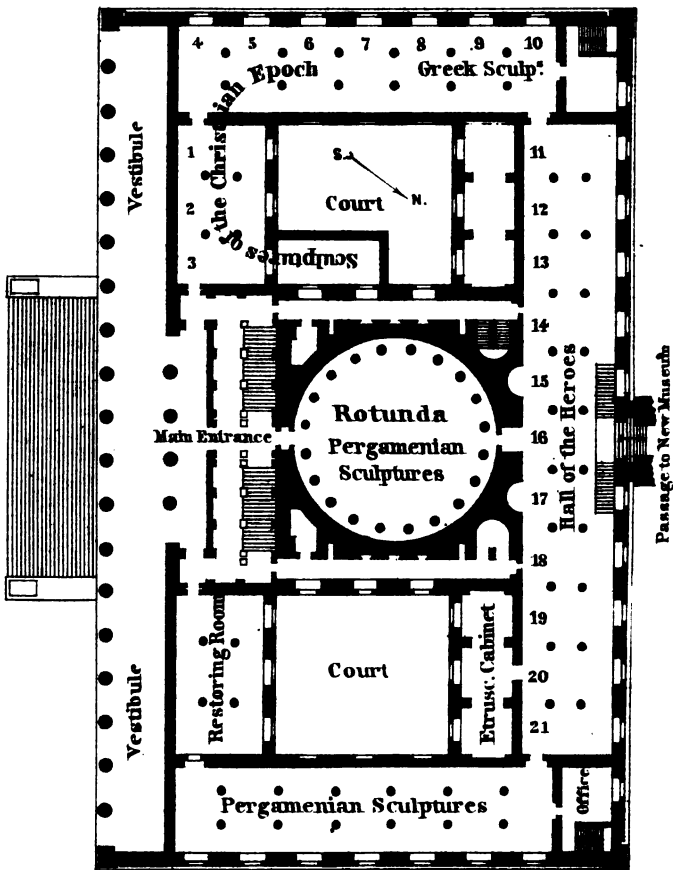 4 5 6 7 8 9 10
Sculptures of the Christian Epoch
Greek Sculpᵗ.
Vestibule
1
2
3
S.
N.
Court
11
12
13
14
15
16
17
18
19
20
21
Rotunda
Pergamenian
Sculptures
Main Entrance
Hall of the Heroes
Passage to New Museum
Vestibule
Restoring Room
Court
Etrusc. Cabinet
Pergamenian Sculptures
Office